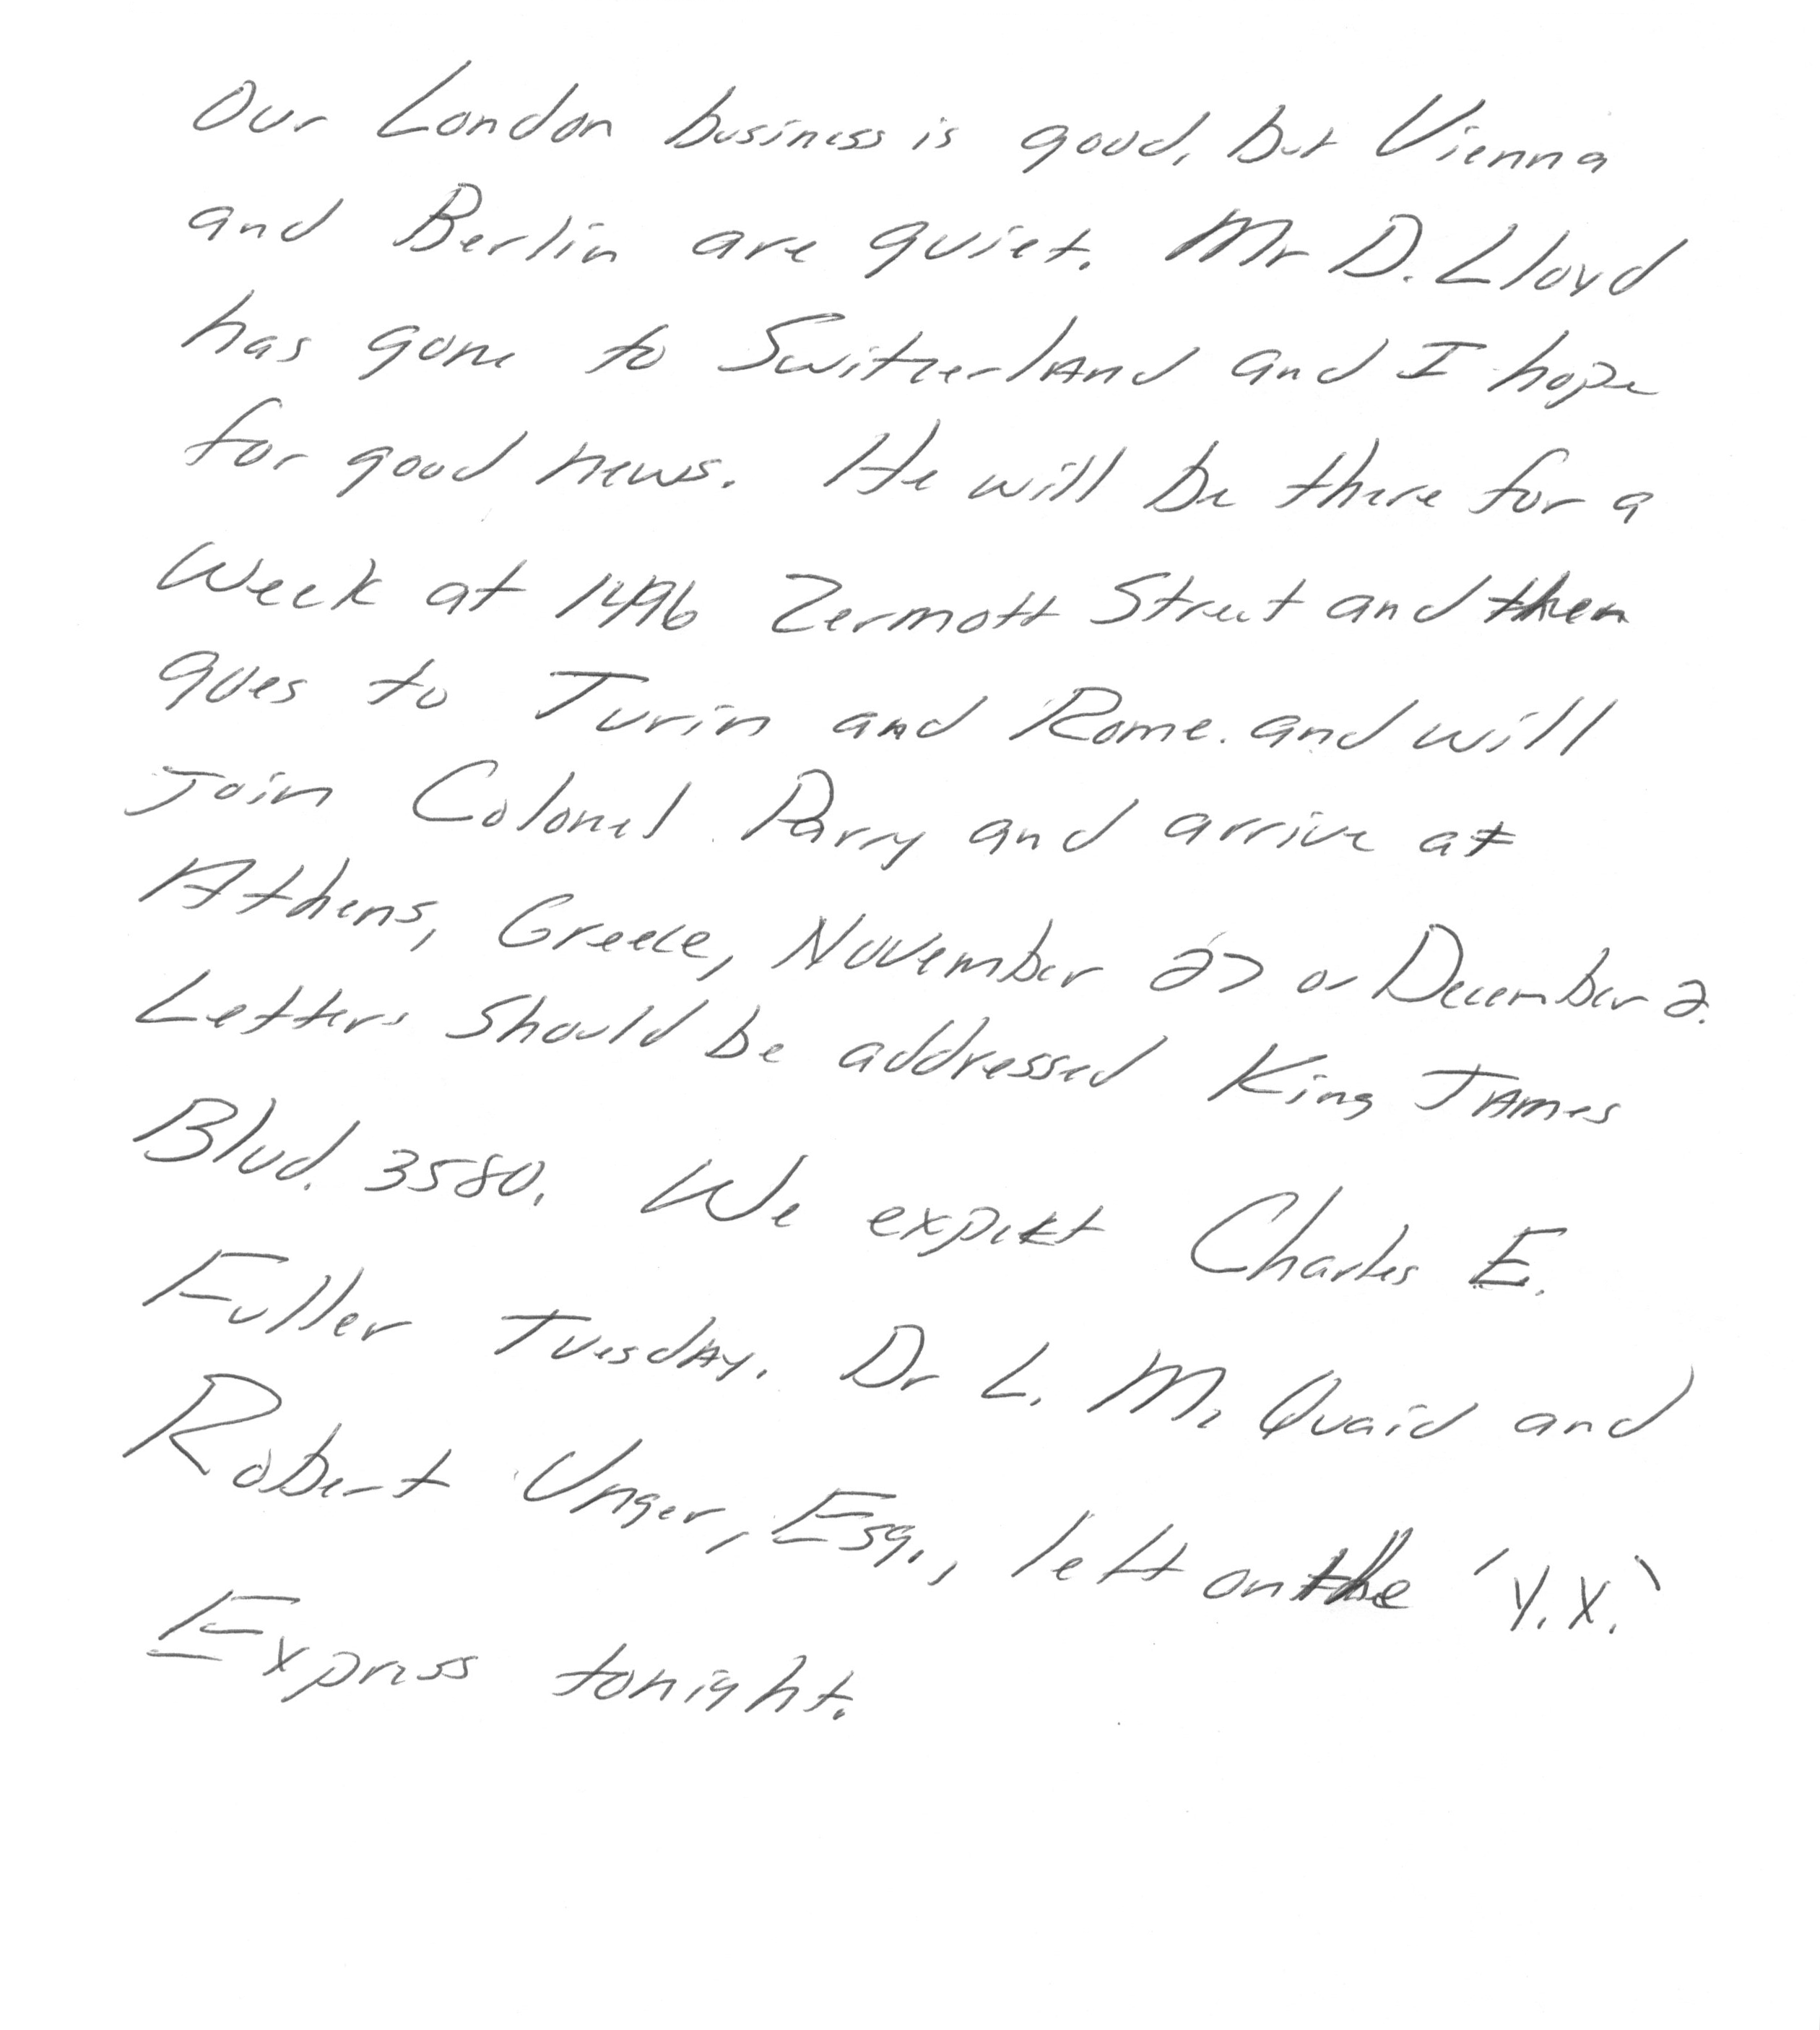 Our London business is good, but Vienna
and Berlin are quiet. Mr D. Lloyd
has gone to Switzerland and I hope
for good news. He will be there for a
week at 1496 Zermott Street and then
goes to Turin and Rome. and will
Join Colonel Parry and arrive at
Athens, Greece, November 27 or December 2.
Letters should be addressed King James
Blvd. 3580. We expect Charles E.
Fuller Tuesday. Dr L. M. Quaid and
Robert Unger, Esq., left on the 'Y.X.'
Express tonight.